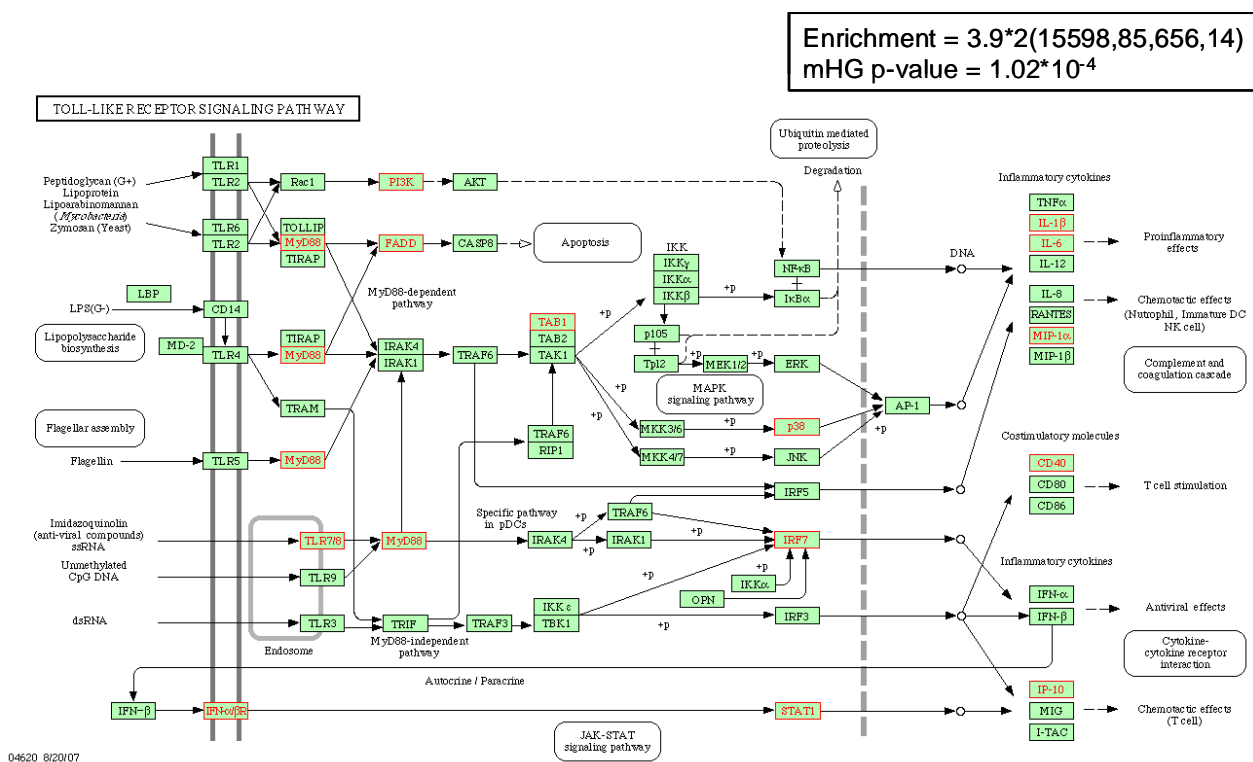 Enrichment = 3.9*2(15598,85,656,14)
mHG p-value = 1.02*10-4
TOLL-LIKE RECEPTOR SIGNALING PATHWAY
Peptidoglycan (G+)
Lipoprotein
Lipoarabinomannan
(Mycobacteria)
Zymosan (Yeast)
TLR1
TLR2
TLR6
TLR2
Rac1
PI3K
AKT
TOLLIP
MyD88
TIRAP
FADD
CASP8
Apoptosis
MyD88-dependent
pathway
Ubiquitin mediated
proteolysis
Degradation
IKK
IKKγ
IKKα
IKKβ
+p
NF-κB
+
IκBα
DNA
LBP
LPS(G-)
CD14
Lipopolysaccharide
biosynthesis
MD-2
TLR4
TIRAP
MyD88
IRAK4
IRAK1
TRAF6
TAB1
TAB2
TAK1
+p
+p
+p
p105
+
Tpl2
+p
MEK1/2
+p
ERK
MAPK
signaling pathway
TRAM
Flagellar assembly
Flagellin
TLR5
MyD88
TRAF6
RIP1
MKK3/6
+p
p38
MKK4/7
+p
JNK
+p
AP-1
IRF5
Imidazoquinolin
(anti-viral compounds)
ssRNA
Unmethylated
CpG DNA
dsRNA
TLR7/8
TLR9
TLR3
Endosome
MyD88
Specific pathway
in pDCs
IRAK4
+p
+p
TRAF6
IRAK1
+p
+p
IRF7
+p
+p
+p
IKKα
OPN
TRIF
MyD88-independent
pathway
TRAF3
IKKε
TBK1
+p
IRF3
Autocrine / Paracrine
IFN-β
IFN-α/βR
STAT1
JAK-STAT
signaling pathway
Inflammatory cytokines
TNFα
IL-1β
IL-6
IL-12
Proinflammatory
effects
IL-8
RANTES
MIP-1α
MIP-1β
Chemotactic effects
(Nutrophil, Immature DC
NK cell)
Complement and
coagulation cascade
Costimulatory molecules
CD40
CD80
CD86
T cell stimulation
Inflammatory cytokines
IFN-α
IFN-β
Antiviral effects
Cytokine-
cytokine receptor
interaction
IP-10
MIG
I-TAC
Chemotactic effects
(T cell)
04620 8/20/07